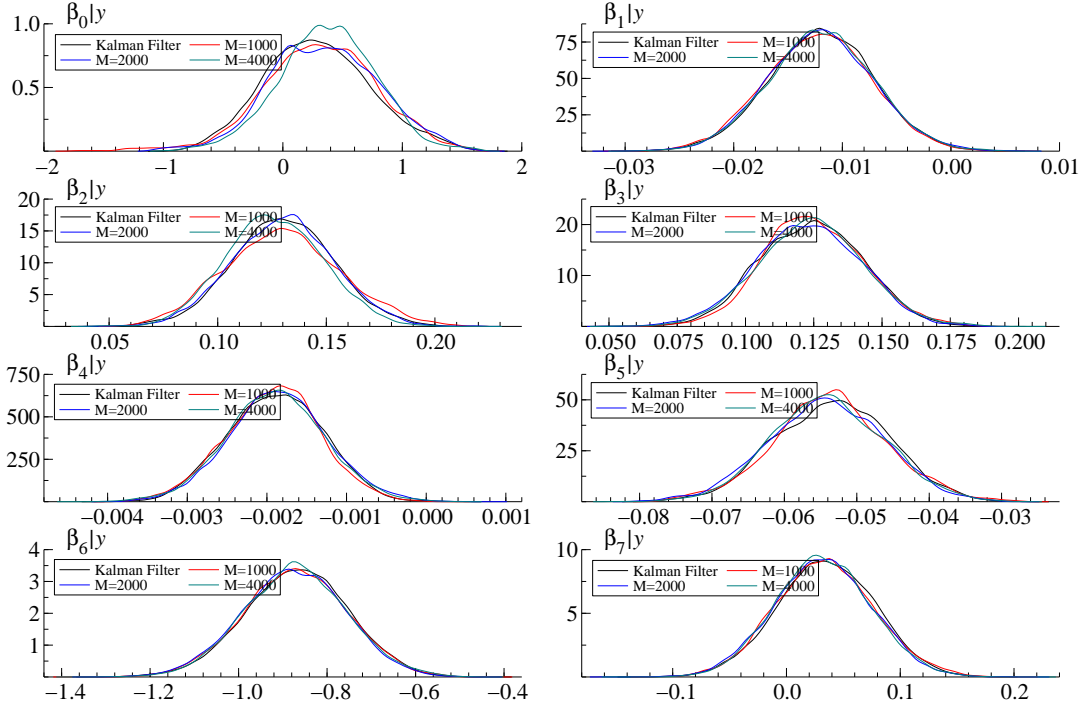 β0|y
1.0
0.5
Kalman Filter M=1000
M=2000 M=4000
−2 −1 0 1 2
β1|y
75
50
25
Kalman Filter M=1000
M=2000 M=4000
−0.03 −0.02 −0.01 0.00 0.01
β2|y
20
15.0
10.0
5
Kalman Filter M=1000
M=2000 M=4000
0.05 0.10 0.15 0.20
β3|y
20
10
Kalman Filter M=1000
M=2000 M=4000
0.050 0.075 0.100 0.125 0.150 0.175 0.200
β4|y
750
500
250
Kalman Filter M=1000
M=2000 M=4000
−0.004 −0.003 −0.002 −0.001 0.000 0.001
β5|y
50
25
Kalman Filter M=1000
M=2000 M=4000
−0.08 −0.07 −0.06 −0.05 −0.04 −0.03
β6|y
4
3
2
1
Kalman Filter M=1000
M=2000 M=4000
−1.4 −1.2 −1.0 −0.8 −0.6 −0.4
β7|y
10
5
Kalman Filter M=1000
M=2000 M=4000
−0.1 0.0 0.1 0.2